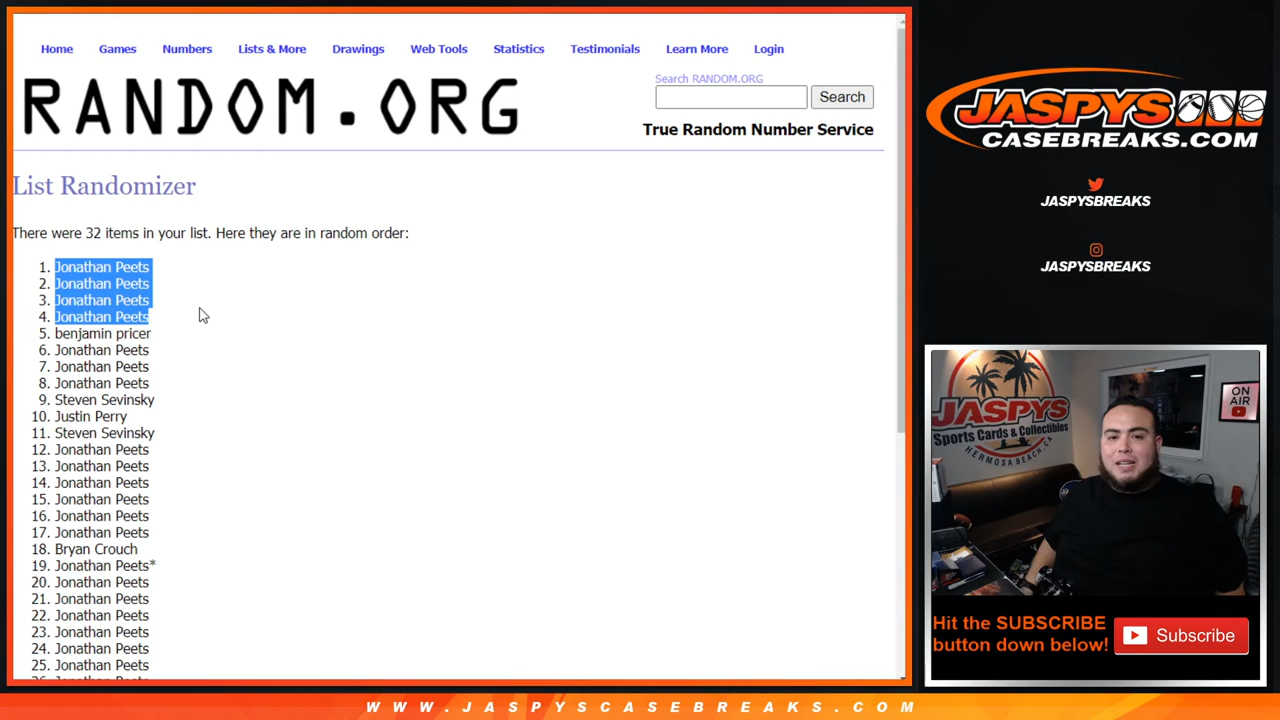 Home Games Numbers Lists & More Drawings Web Tools Statistics Testimonials Learn More Login
RANDOM.ORG
Search RANDOM.ORG
Search
True Random Number Service
List Randomizer
There were 32 items in your list. Here they are in random order:
1. Jonathan Peets
2. Jonathan Peets
3. Jonathan Peets
4. Jonathan Peets
5. benjamin pricer
6. Jonathan Peets
7. Jonathan Peets
8. Jonathan Peets
9. Steven Sevinsky
10. Justin Perry
11. Steven Sevinsky
12. Jonathan Peets
13. Jonathan Peets
14. Jonathan Peets
15. Jonathan Peets
16. Jonathan Peets
17. Jonathan Peets
18. Bryan Crouch
19. Jonathan Peets*
20. Jonathan Peets
21. Jonathan Peets
22. Jonathan Peets
23. Jonathan Peets
24. Jonathan Peets
25. Jonathan Peets
JASPYS
CASEBREAKS.COM
JASPYSBREAKS
JASPYSBREAKS
JASPYS
Sports Cards & Collectibles
HERMOSA BEACH, CA
ON
AIR
Hit the SUBSCRIBE
button down below!
Subscribe
WWW.JASPYSCASEBREAKS.COM